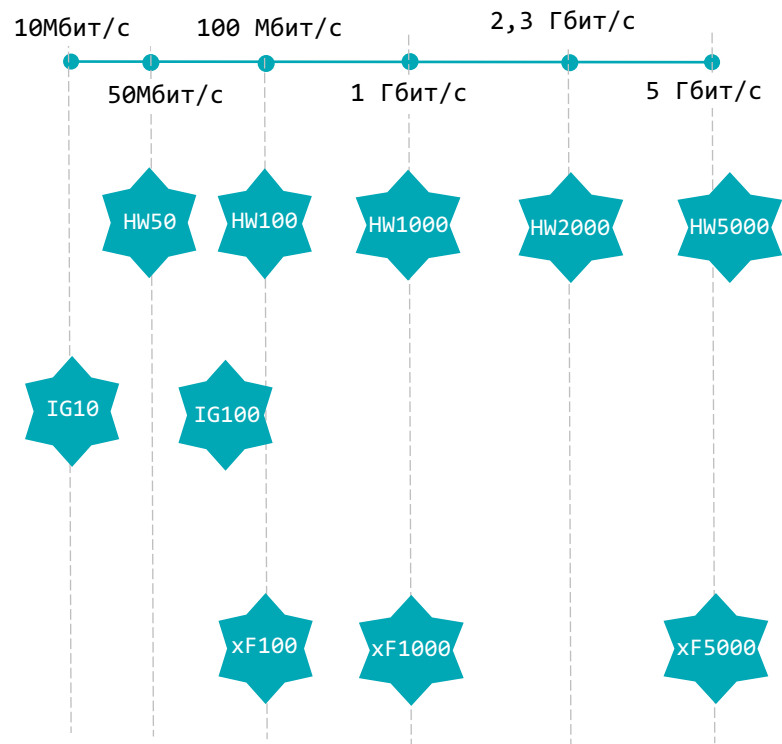 10Мбит/с
100 Мбит/с
2,3 Гбит/с
50Мбит/с
1 Гбит/с
5 Гбит/с
HW50
HW100
HW1000
HW2000
HW5000
IG10
IG100
xF100
xF1000
xF5000